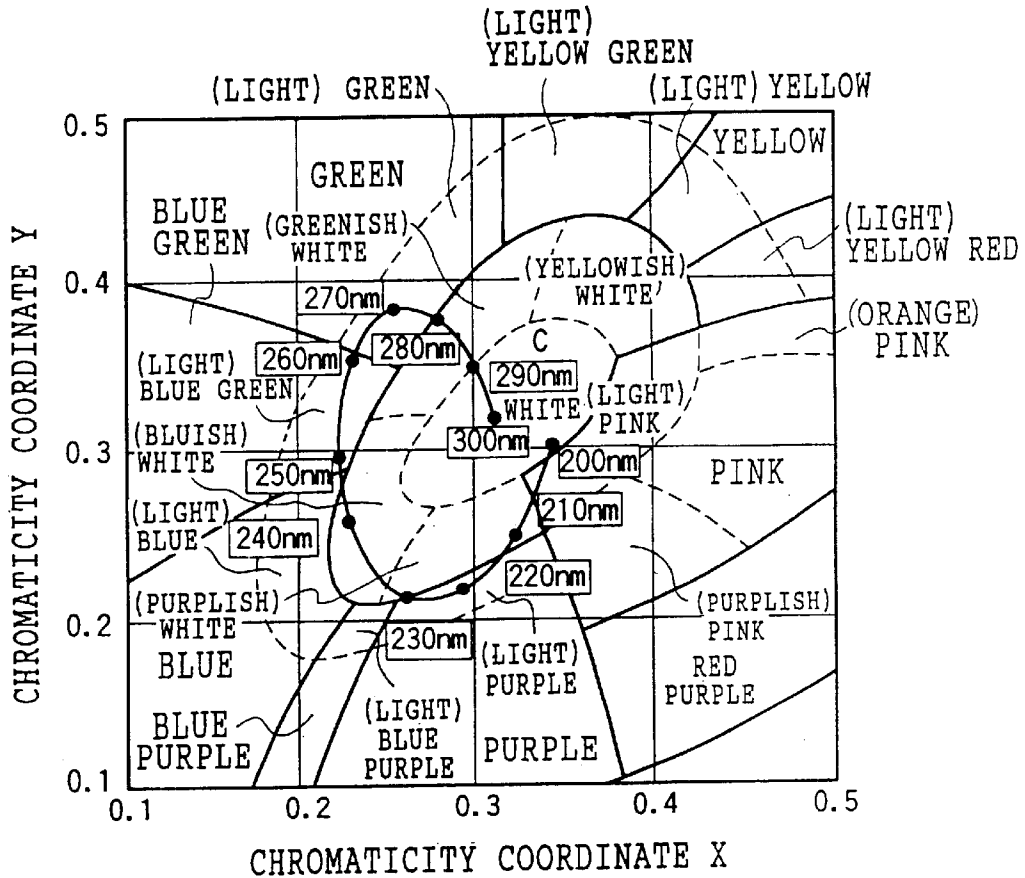 (LIGHT)
YELLOW GREEN
(LIGHT) GREEN
(LIGHT) YELLOW
0.5
YELLOW
GREEN
BLUE
GREEN
(GREENISH)
WHITE
(LIGHT)
YELLOW RED
(YELLOWISH)
WHITE
0.4
270nm
(ORANGE)
PINK
280nm
C
260nm
(LIGHT)
BLUE GREEN
290nm
WHITE
(LIGHT)
PINK
(BLUISH)
WHITE
300nm
0.3
250nm
200nm
PINK
(LIGHT)
BLUE
210nm
240nm
220nm
(PURPLISH)
WHITE
(PURPLISH)
PINK
0.2
230nm
BLUE
(LIGHT)
PURPLE
RED
PURPLE
BLUE
PURPLE
(LIGHT)
BLUE
PURPLE
PURPLE
0.1
0.1
0.2
0.3
0.4
0.5
CHROMATICITY COORDINATE X
CHROMATICITY COORDINATE Y